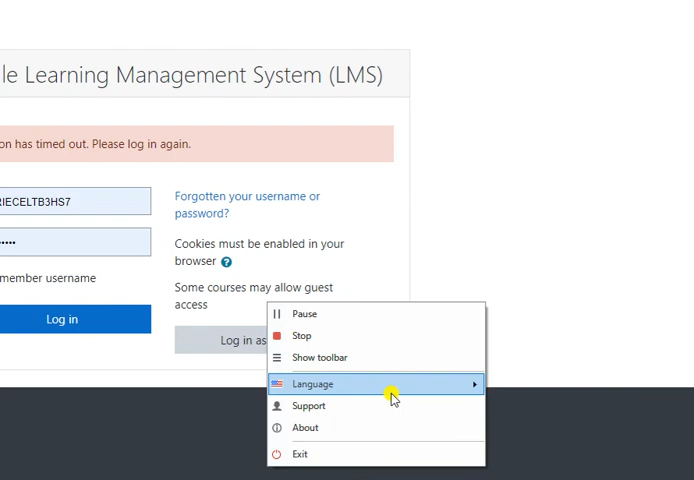 le Learning Management System (LMS)
on has timed out. Please log in again.
RIECELTB3HS7
Forgotten your username or
password?
Cookies must be enabled in your
browser ?
member username
Some courses may allow guest
access
Log in
Log in as
Pause
Stop
Show toolbar
Language
Support
About
Exit